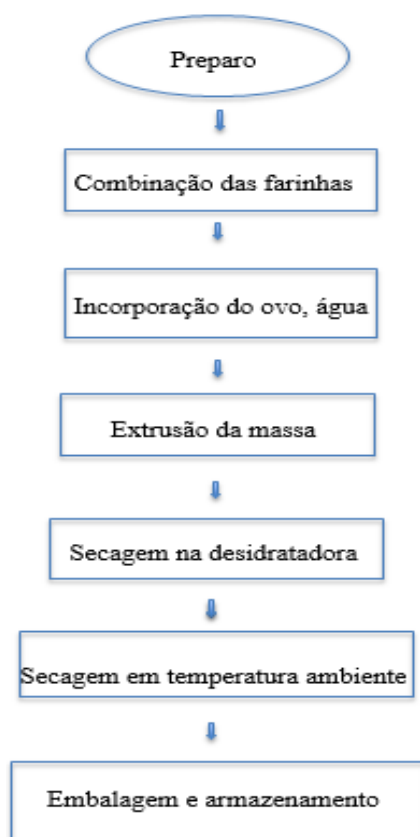 Preparo
Combinação das farinhas
Incorporação do ovo, água
Extrusão da massa
Secagem na desidratadora
Secagem em temperatura ambiente
Embalagem e armazenamento